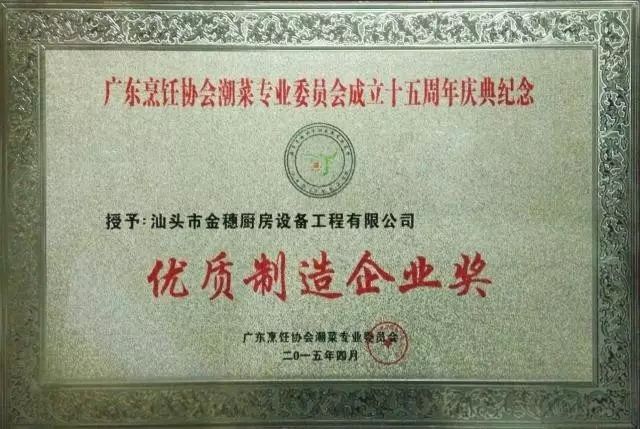 广东烹饪协会潮菜专业委员会成立十五周年庆典纪念
授予:汕头市金穗厨房设备工程有限公司
优质制造企业奖
广东烹饪协会潮菜专业委员会
二〇一五年四月